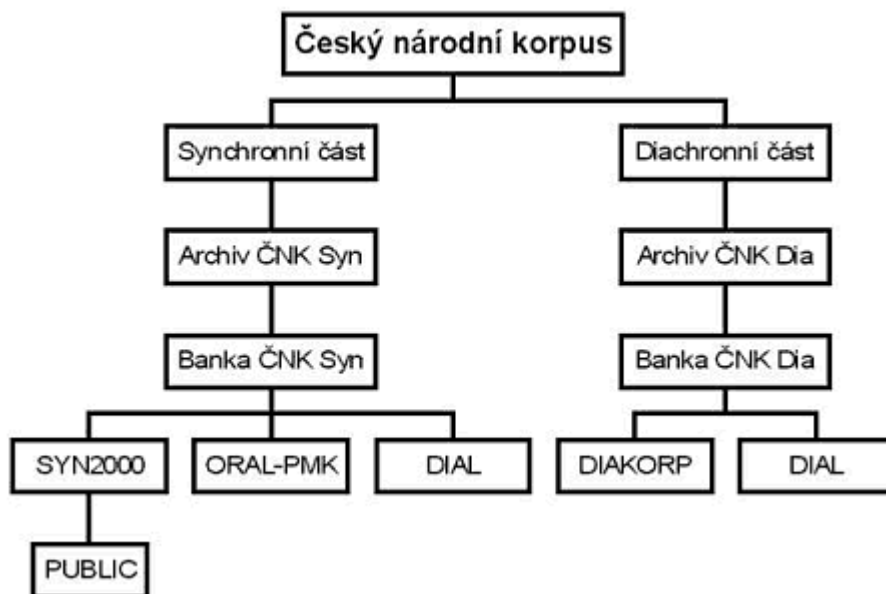 Český národní korpus
Synchronní část
Diachronní část
Archiv ČNK Syn
Archiv ČNK Dia
Banka ČNK Syn
Banka ČNK Dia
SYN2000
ORAL-PMK
DIAL
DIAKORP
DIAL
PUBLIC